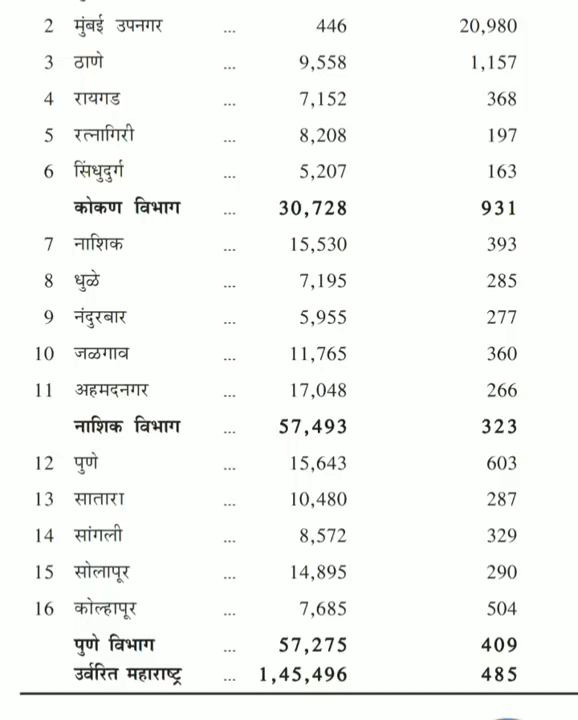 2 मुंबई उपनगर ... 446 20,980
3 ठाणे ... 9,558 1,157
4 रायगड ... 7,152 368
5 रत्नागिरी ... 8,208 197
6 सिंधुदुर्ग ... 5,207 163
कोकण विभाग ... 30,728 931
7 नाशिक ... 15,530 393
8 धुळे ... 7,195 285
9 नंदुरबार ... 5,955 277
10 जळगाव ... 11,765 360
11 अहमदनगर ... 17,048 266
नाशिक विभाग ... 57,493 323
12 पुणे ... 15,643 603
13 सातारा ... 10,480 287
14 सांगली ... 8,572 329
15 सोलापूर ... 14,895 290
16 कोल्हापूर ... 7,685 504
पुणे विभाग ... 57,275 409
उर्वरित महाराष्ट्र ... 1,45,496 485